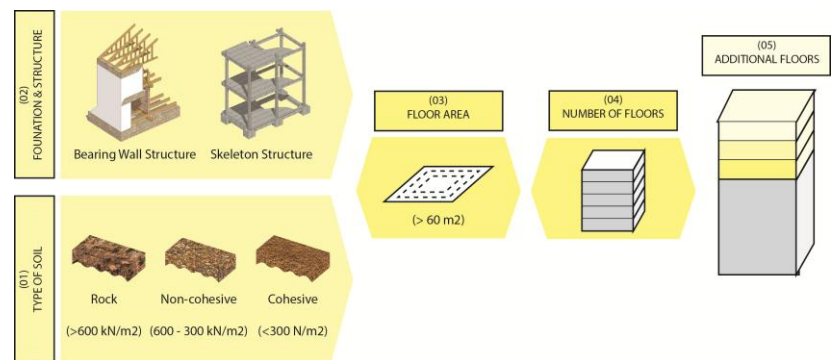 (02)
FOUNATION & STRUCTURE
Bearing Wall Structure
Skeleton Structure
(01)
TYPE OF SOIL
Rock
Non-cohesive
Cohesive
(>600 kN/m2)
(600 - 300 kN/m2)
(<300 N/m2)
(03)
FLOOR AREA
(> 60 m2)
(04)
NUMBER OF FLOORS
(05)
ADDITIONAL FLOORS